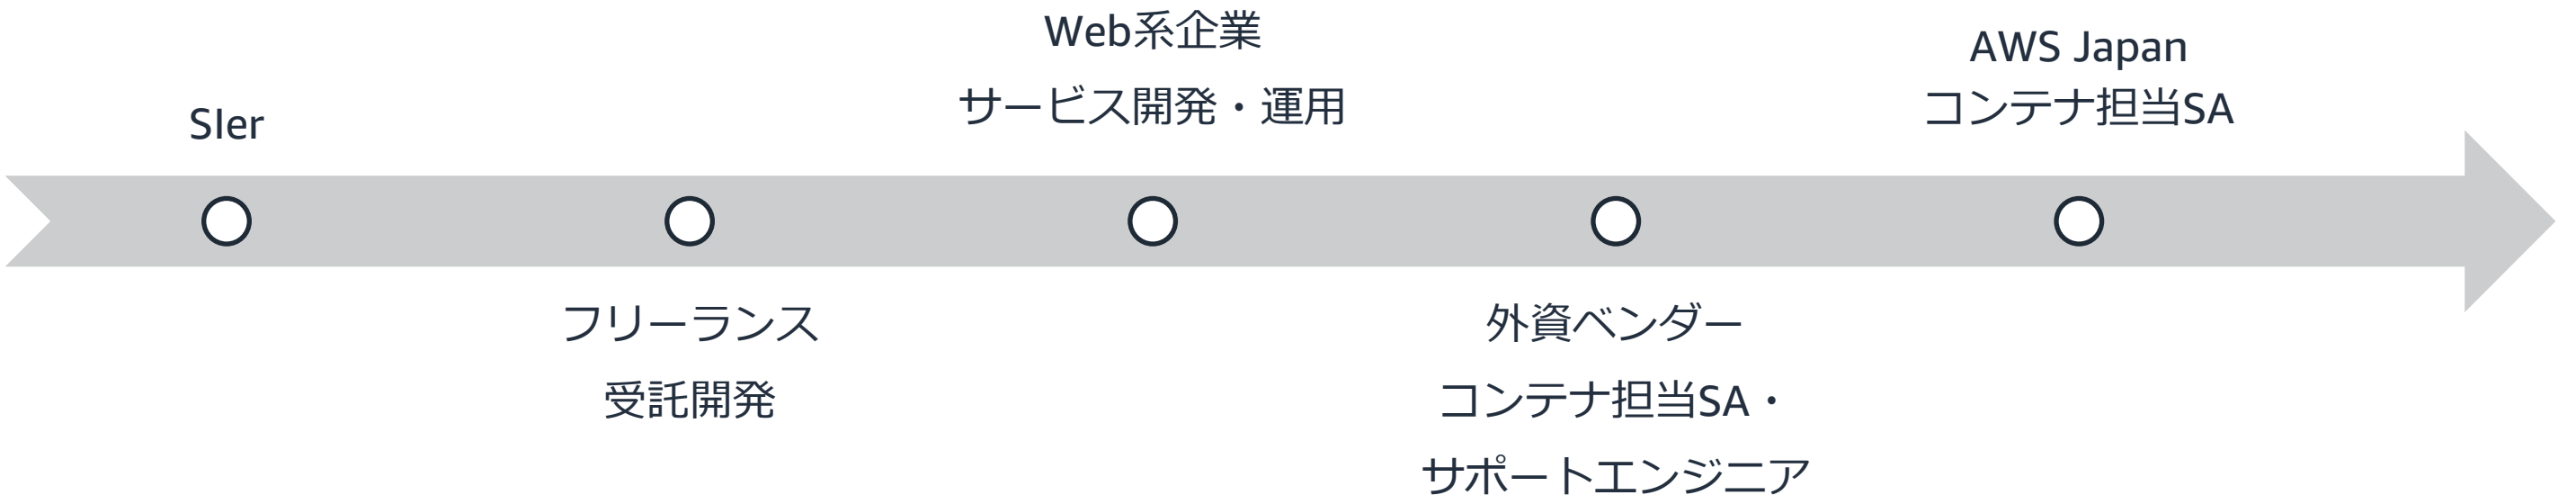 SIer
フリーランス
受託開発
Web系企業
サービス開発・運用
外資ベンダー
コンテナ担当SA・
サポートエンジニア
AWS Japan
コンテナ担当SA